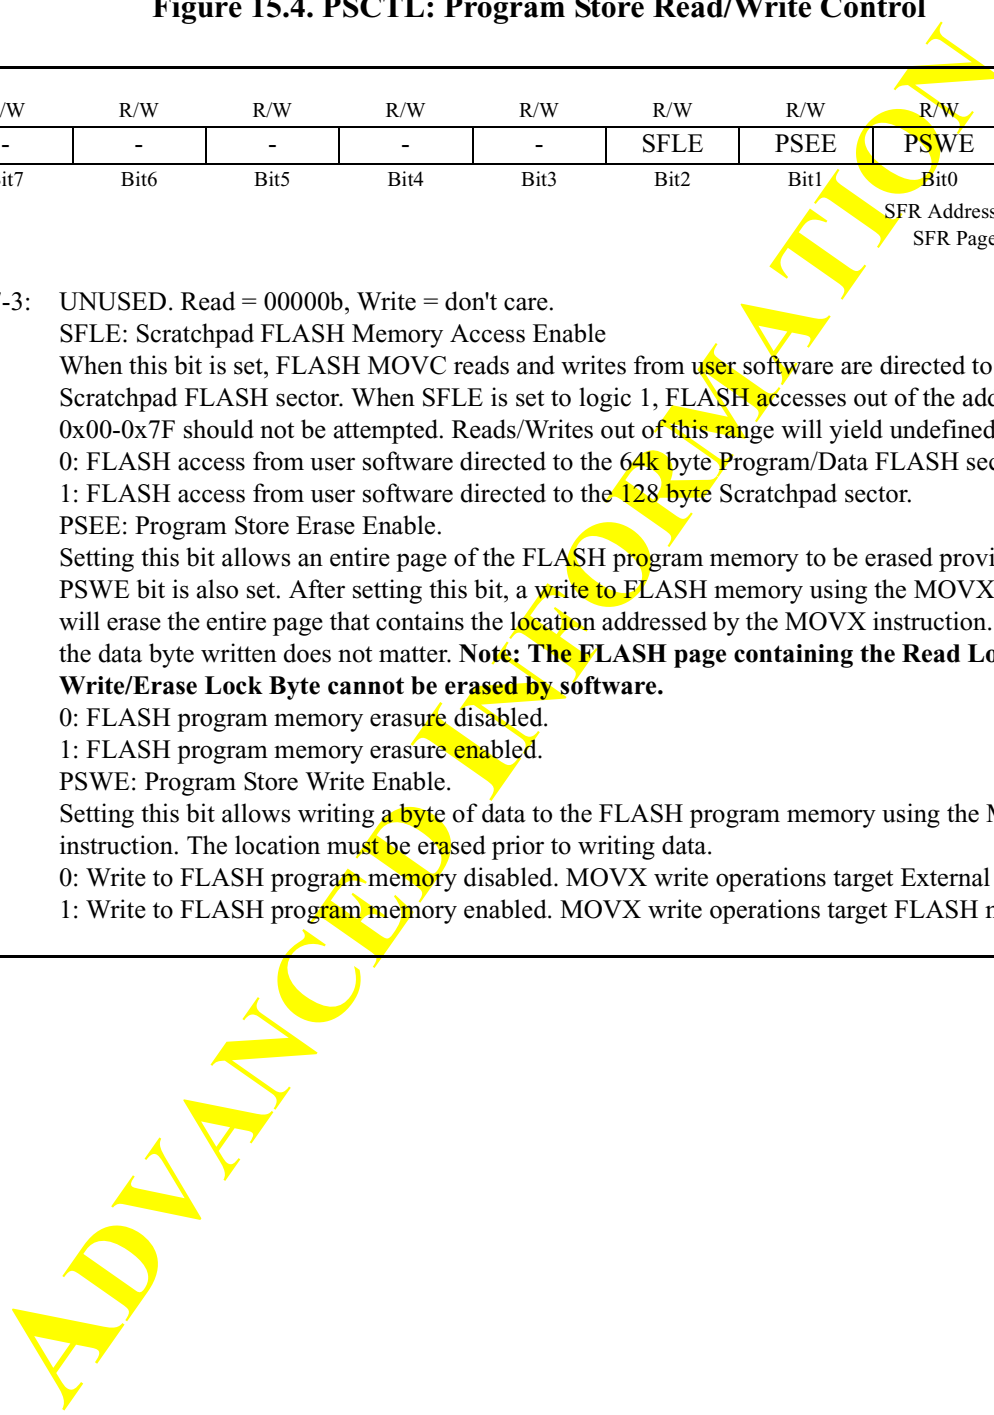 Figure 15.4. PSCTL: Program Store Read/Write Control
/W R/W R/W R/W R/W R/W R/W R/W
- - - - - SFLE PSEE PSWE
it7 Bit6 Bit5 Bit4 Bit3 Bit2 Bit1 Bit0
SFR Address
SFR Page
-3: UNUSED. Read = 00000b, Write = don't care.
SFLE: Scratchpad FLASH Memory Access Enable
When this bit is set, FLASH MOVC reads and writes from user software are directed to
Scratchpad FLASH sector. When SFLE is set to logic 1, FLASH accesses out of the add
0x00-0x7F should not be attempted. Reads/Writes out of this range will yield undefined
0: FLASH access from user software directed to the 64k byte Program/Data FLASH sec
1: FLASH access from user software directed to the 128 byte Scratchpad sector.
PSEE: Program Store Erase Enable.
Setting this bit allows an entire page of the FLASH program memory to be erased provi
PSWE bit is also set. After setting this bit, a write to FLASH memory using the MOVX
will erase the entire page that contains the location addressed by the MOVX instruction.
the data byte written does not matter. Note: The FLASH page containing the Read Lo
Write/Erase Lock Byte cannot be erased by software.
0: FLASH program memory erasure disabled.
1: FLASH program memory erasure enabled.
PSWE: Program Store Write Enable.
Setting this bit allows writing a byte of data to the FLASH program memory using the M
instruction. The location must be erased prior to writing data.
0: Write to FLASH program memory disabled. MOVX write operations target External
1: Write to FLASH program memory enabled. MOVX write operations target FLASH m
ADVANCED INFORMATION